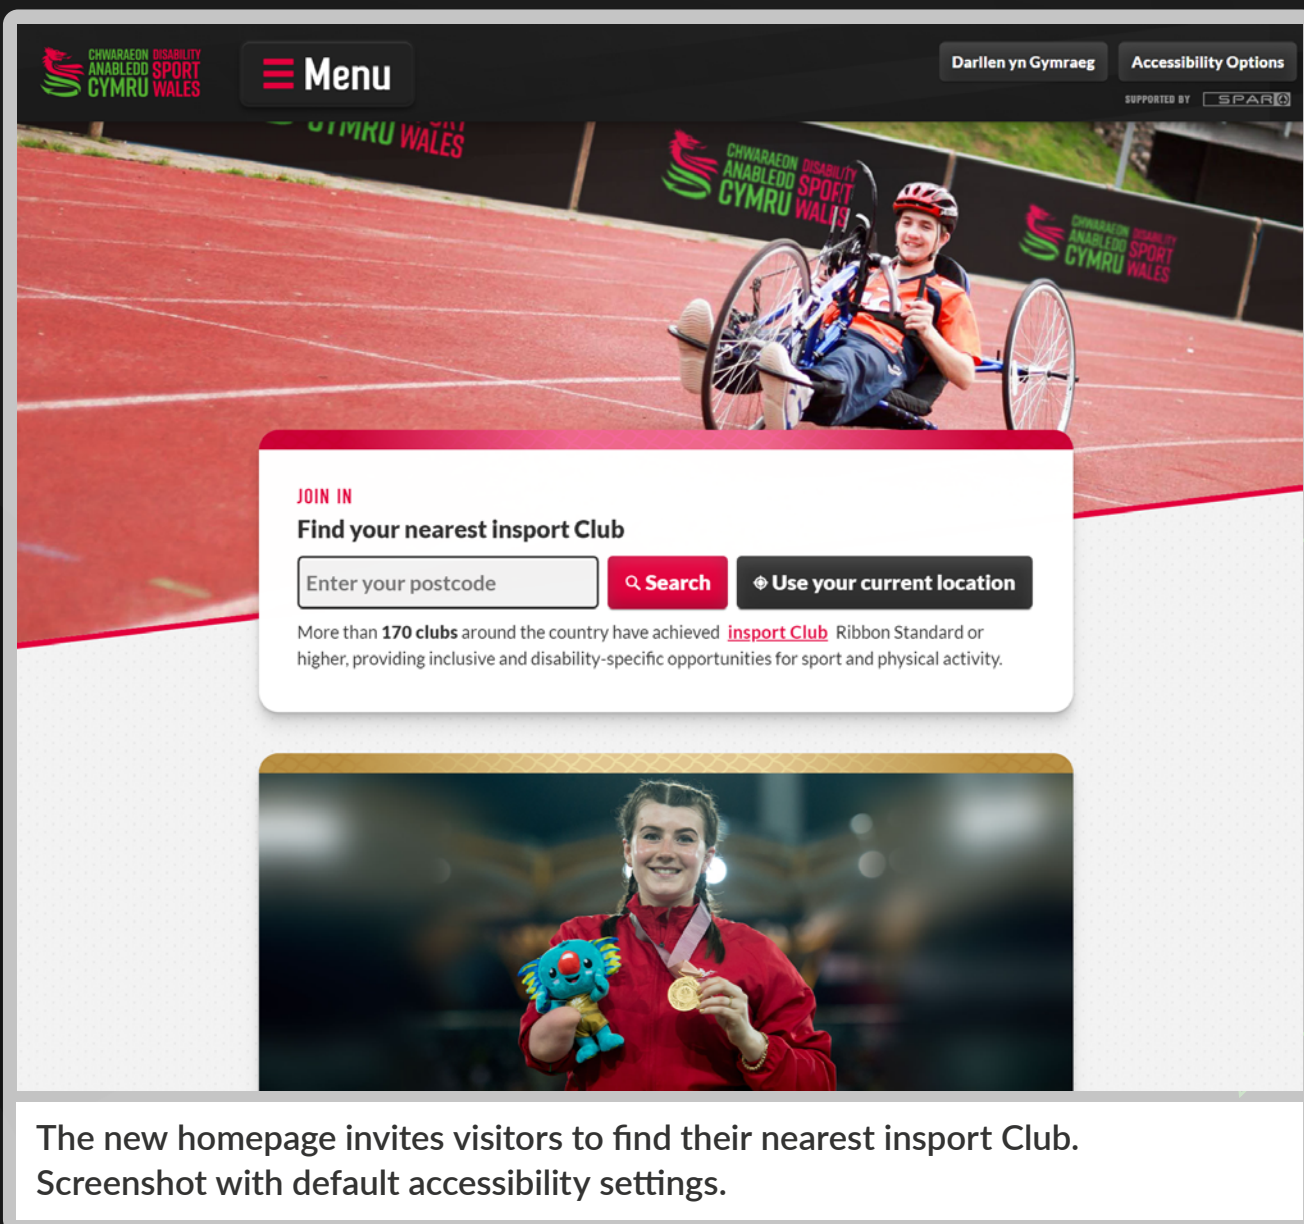 CHWARAEON DISABILITY
ANABLEDD SPORT
CYMRU WALES
Menu
Darllen yn Gymraeg
Accessibility Options
SUPPORTED BY SPAR
CYMRU WALES
CHWARAEON DISABILITY
ANABLEDD SPORT
CYMRU WALES
CHWARAEON DISABILITY
ANABLEDD SPORT
CYMRU WALES
JOIN IN
Find your nearest insport Club
Enter your postcode
Search
Use your current location
More than 170 clubs around the country have achieved insport Club Ribbon Standard or
higher, providing inclusive and disability-specific opportunities for sport and physical activity.
The new homepage invites visitors to find their nearest insport Club.
Screenshot with default accessibility settings.